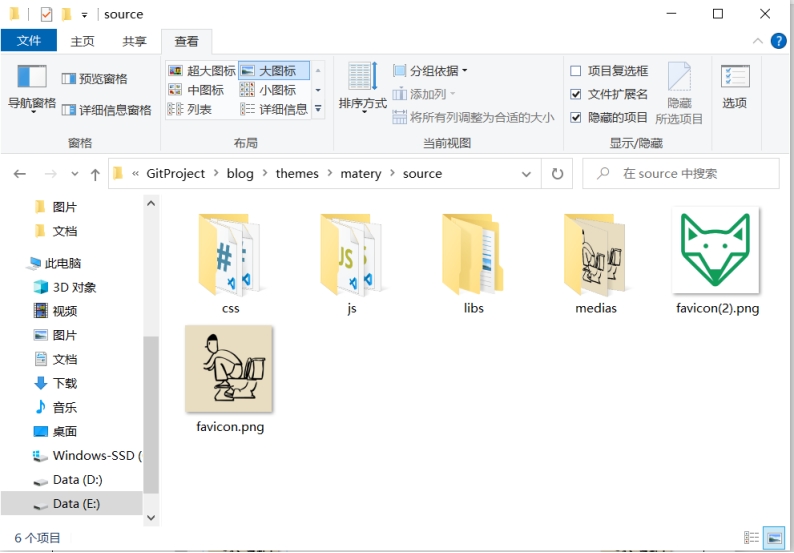 source
文件 主页 共享 查看
导航窗格 预览窗格 详细信息窗格 窗格
超大图标 大图标
中图标 小图标
列表 详细信息
布局
排序方式 分组依据 添加列 将所有列调整为合适的大小
当前视图
项目复选框
文件扩展名
隐藏的项目
隐藏
所选项目
显示/隐藏
选项
« GitProject > blog > themes > matery > source
在 source 中搜索
图片
文档
此电脑
3D 对象
视频
图片
文档
下载
音乐
桌面
Windows-SSD (
Data (D:)
Data (E:)
css js libs medias favicon(2).png
favicon.png
6 个项目